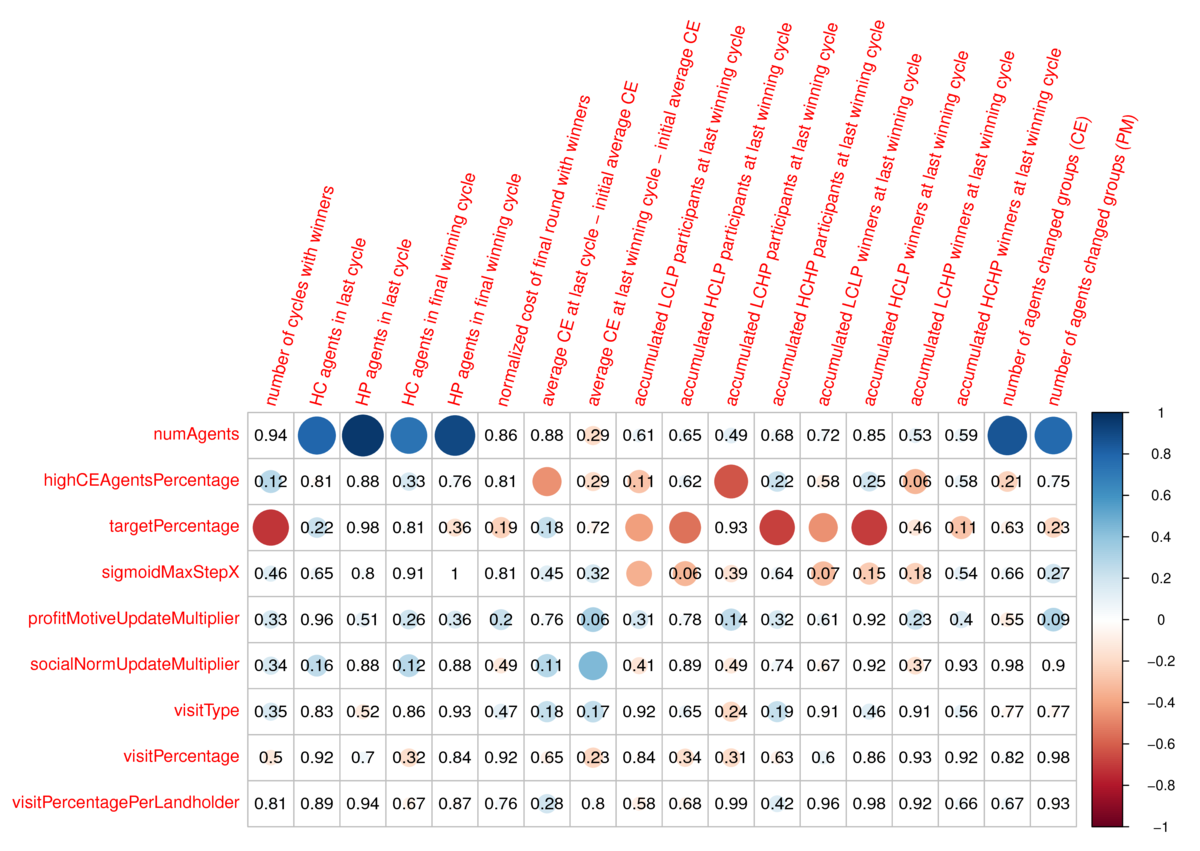 number of cycles with winners
HC agents in last cycle
HP agents in last cycle
HC agents in final winning cycle
HP agents in final winning cycle
normalized cost of final round with winners
average CE at last cycle − initial average CE
average CE at last winning cycle − initial average CE
accumulated LCLP participants at last winning cycle
accumulated HCLP participants at last winning cycle
accumulated LCHP participants at last winning cycle
accumulated HCHP participants at last winning cycle
accumulated LCLP winners at last winning cycle
accumulated HCLP winners at last winning cycle
accumulated LCHP winners at last winning cycle
accumulated HCHP winners at last winning cycle
number of agents changed groups (CE)
number of agents changed groups (PM)
numAgents 0.94 0.86 0.88 0.29 0.61 0.65 0.49 0.68 0.72 0.85 0.53 0.59
highCEAgentsPercentage 0.12 0.81 0.88 0.33 0.76 0.81 0.29 0.11 0.62 0.22 0.58 0.25 0.06 0.58 0.21 0.75
targetPercentage 0.22 0.98 0.81 0.36 0.19 0.18 0.72 0.93 0.46 0.11 0.63 0.23
sigmoidMaxStepX 0.46 0.65 0.8 0.91 1 0.81 0.45 0.32 0.06 0.39 0.64 0.07 0.15 0.18 0.54 0.66 0.27
profitMotiveUpdateMultiplier 0.33 0.96 0.51 0.26 0.36 0.2 0.76 0.06 0.31 0.78 0.14 0.32 0.61 0.92 0.23 0.4 0.55 0.09
socialNormUpdateMultiplier 0.34 0.16 0.88 0.12 0.88 0.49 0.11 0.41 0.89 0.49 0.74 0.67 0.92 0.37 0.93 0.98 0.9
visitType 0.35 0.83 0.52 0.86 0.93 0.47 0.18 0.17 0.92 0.65 0.24 0.19 0.91 0.46 0.91 0.56 0.77 0.77
visitPercentage 0.5 0.92 0.7 0.32 0.84 0.92 0.65 0.23 0.84 0.34 0.31 0.63 0.6 0.86 0.93 0.92 0.82 0.98
visitPercentagePerLandholder 0.81 0.89 0.94 0.67 0.87 0.76 0.28 0.8 0.58 0.68 0.99 0.42 0.96 0.98 0.92 0.66 0.67 0.93
1
0.8
0.6
0.4
0.2
0
−0.2
−0.4
−0.6
−0.8
−1